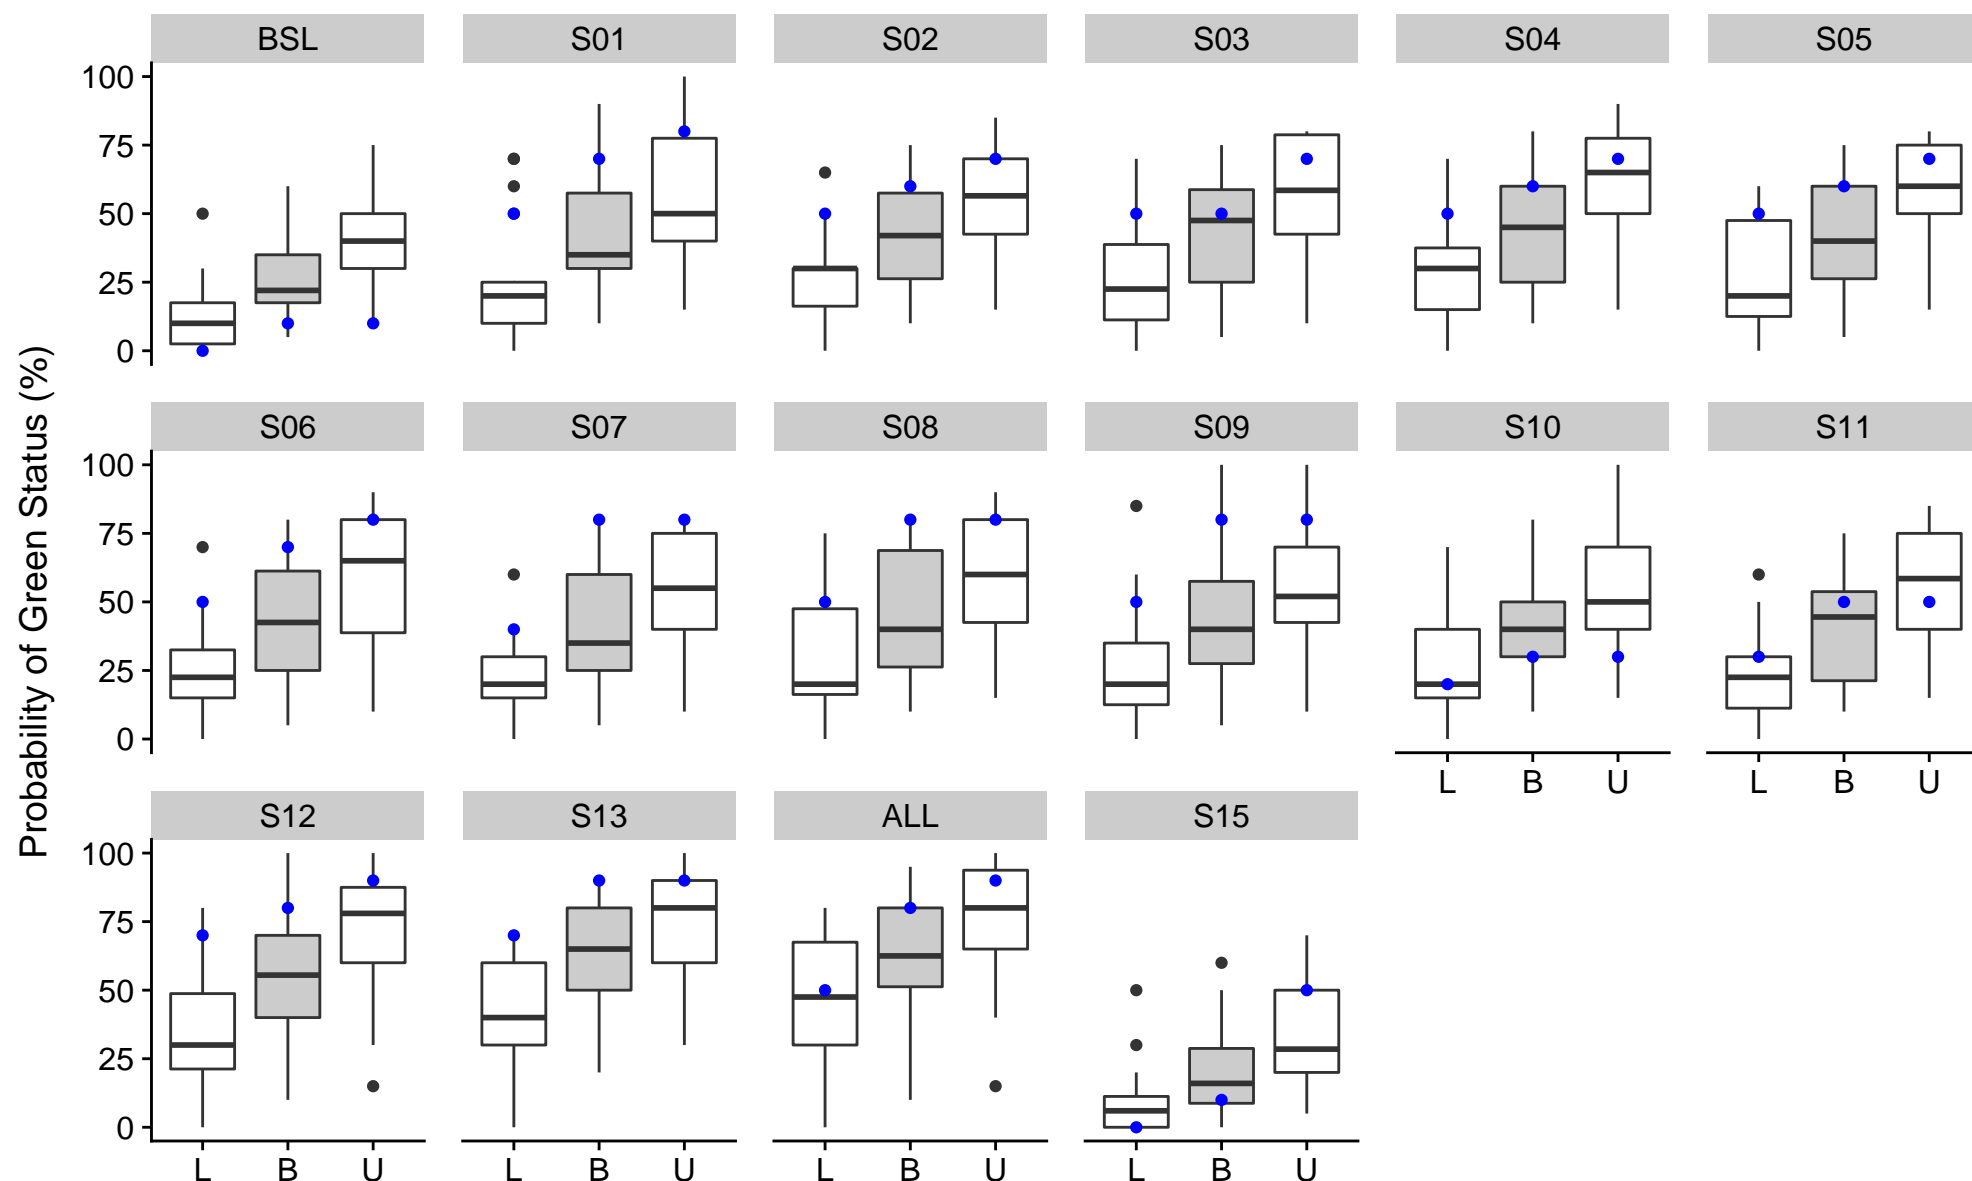 BSL S01 S02 S03 S04 S05
100
75
50
25
0
Probability of Green Status (%)
S06 S07 S08 S09 S10 S11
100
75
50
25
0
L B U L B U
S12 S13 ALL S15
100
75
50
25
0
L B U L B U L B U L B U